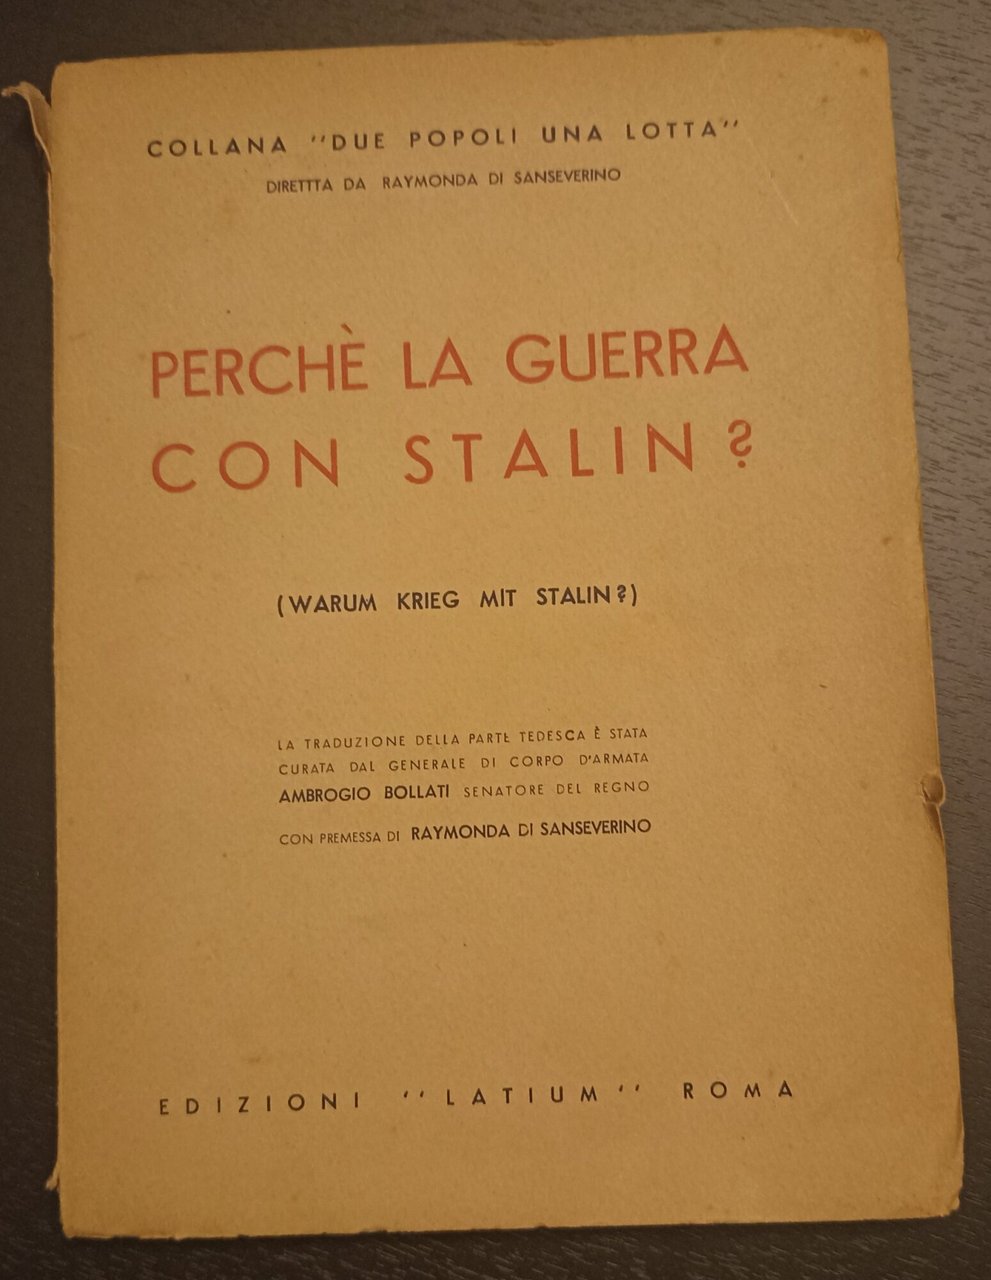 COLLANA "DUE POPOLI UNA LOTTA"
DIRETTTA DA RAYMONDA DI SANSEVERINO
PERCHÈ LA GUERRA
CON STALIN?
(WARUM KRIEG MIT STALIN?)
LA TRADUZIONE DELLA PARTE TEDESCA È STATA
CURATA DAL GENERALE DI CORPO D'ARMATA
AMBROGIO BOLLATI SENATORE DEL REGNO
CON PREMESSA DI RAYMONDA DI SANSEVERINO
EDIZIONI "LATIUM" ROMA